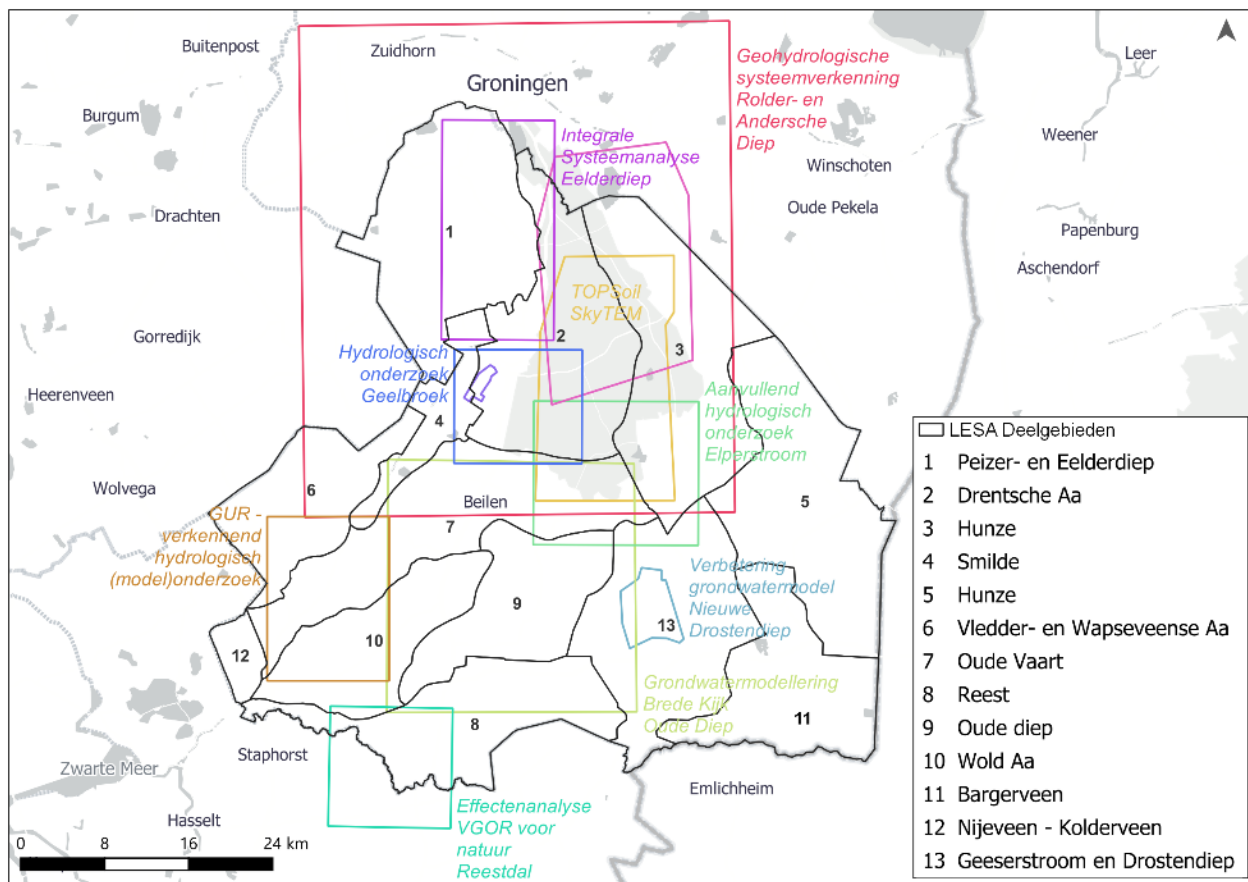 Buitenpost
Zuidhorn
Leer
Groningen
Geohydrologische
systeemverkenning
Rolder- en
Andersche
Diep
Burgum
Weener
Integrale
Systeemanalyse
Eelderdiep
Winschoten
Drachten
Oude Pekela
1
Papenburg
Aschendorf
TOPSoil
SkyTEM
Gorredijk
2
3
Hydrologisch
onderzoek
Geelbroek
Aanvullend
hydrologisch
onderzoek
Elperstroom
Heerenveen
4
Wolvega
6
Beilen
5
7
GUR -
verkennend
hydrologisch
(model)onderzoek
Verbetering
grondwatermodel
Nieuwe
Drostendiep
9
13
10
12
Grondwatermodellering
Brede Kijk
Oude Diep
8
11
Staphorst
Zwarte Meer
Emlichheim
Hasselt
Effectenanalyse
VGOR voor
natuur
Reestdal
0 8 16 24 km
LESA Deelgebieden
1 Peizer- en Eelderdiep
2 Drentsche Aa
3 Hunze
4 Smilde
5 Hunze
6 Vledder- en Wapseveense Aa
7 Oude Vaart
8 Reest
9 Oude diep
10 Wold Aa
11 Bargerveen
12 Nijeveen - Kolderveen
13 Geeserstroom en Drostendiep